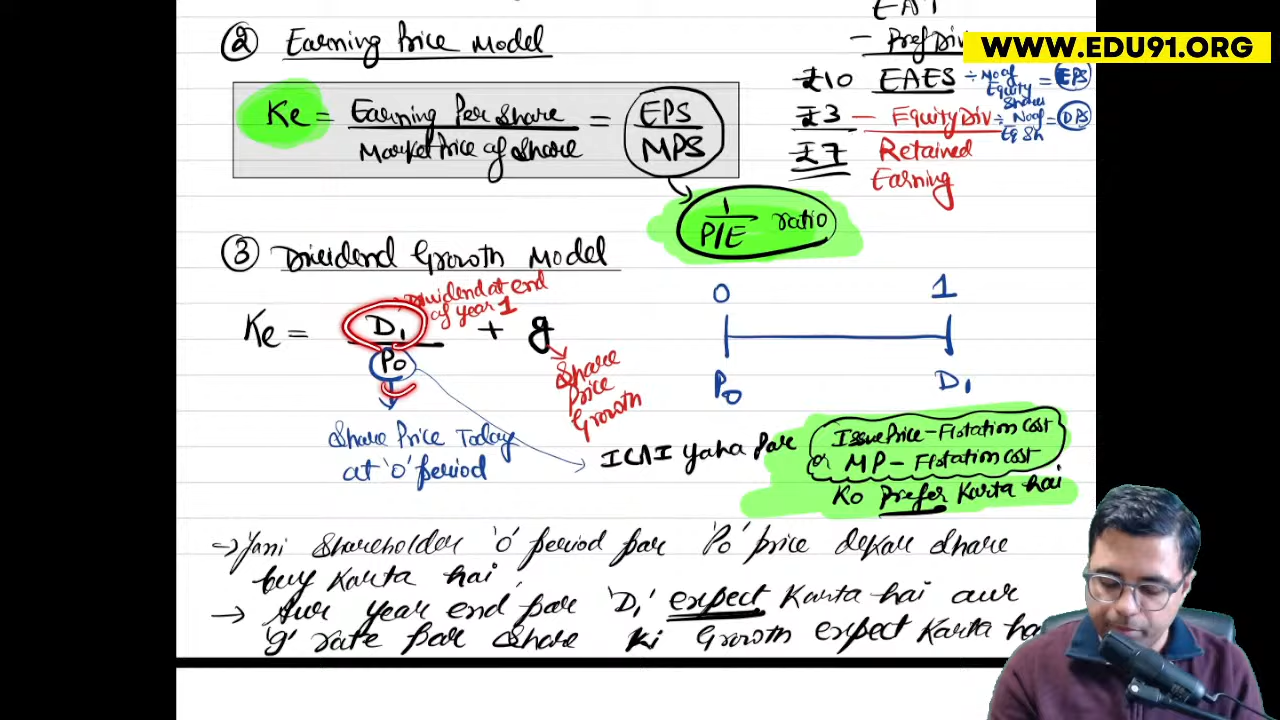 EAT
- Pref Div
WWW.EDU91.ORG
② Earning Price Model
Ke = Earning Per Share / Market Price of Share = EPS / MPS
₹10 EAES ÷ No of Equity Share = EPS
₹3 - Equity Div ÷ No of Eq Sh = DPS
₹7 Retained Earning
1 / P/E ratio
③ Dividend Growth Model
Dividend at end of year 1
Ke = D1 / P0 + g
Share Price Growth
0 1
P0 D1
Share Price Today at '0' period
ICAI yaha par
Issue Price - Flotation Cost
or MP - Flotation Cost
Ko prefer Karta hai
→ Yani Shareholder '0' period par 'P0' price dekar share
buy Karta hai
→ Aur year end par 'D1' expect Karta hai aur
'g' rate par share ki Growth expect Karta ha